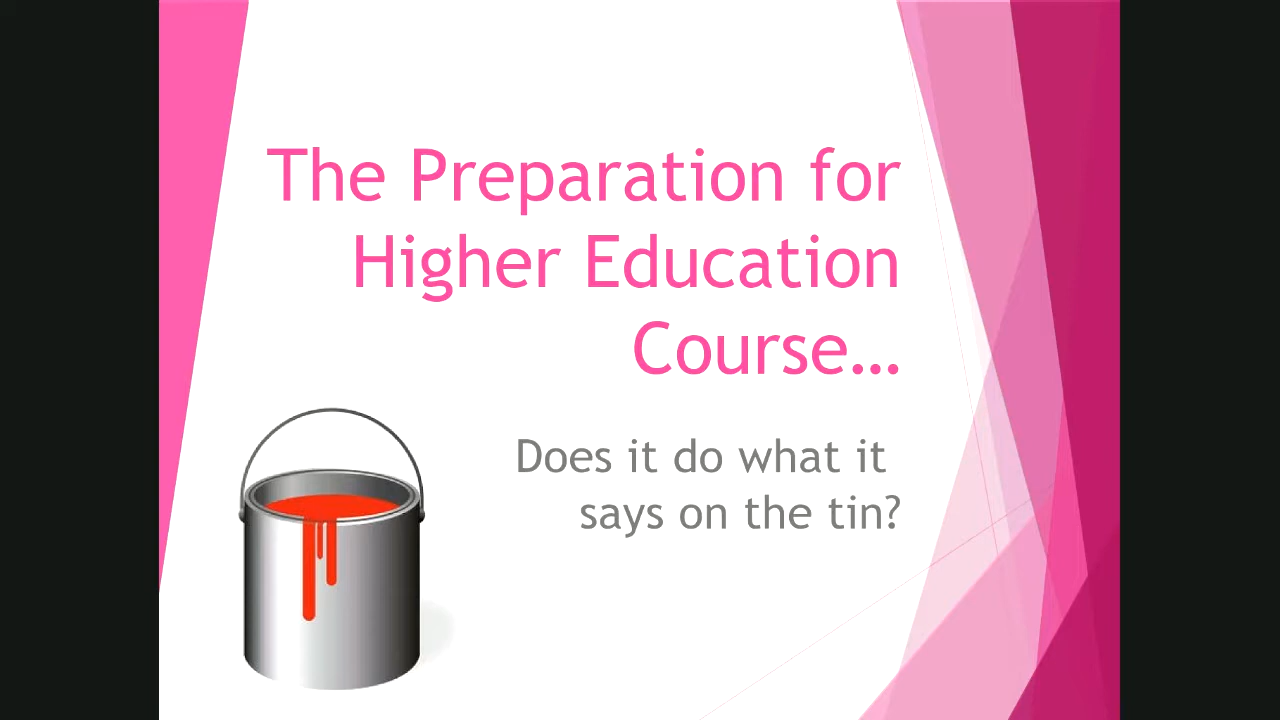 The Preparation for
Higher Education
Course...
Does it do what it
says on the tin?